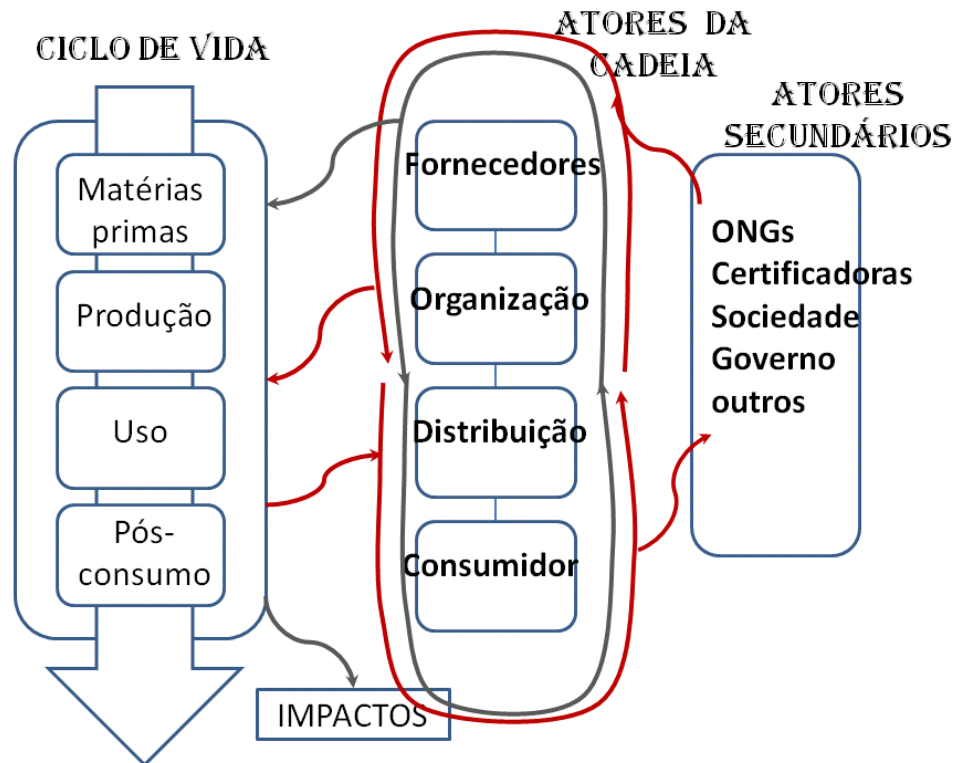 CICLO DE VIDA
Matérias
primas
Produção
Uso
Pós-
consumo
IMPACTOS
ATORES DA
CADEIA
Fornecedores
Organização
Distribuição
Consumidor
ATORES
SECUNDÁRIOS
ONGs
Certificadoras
Sociedade
Governo
outros